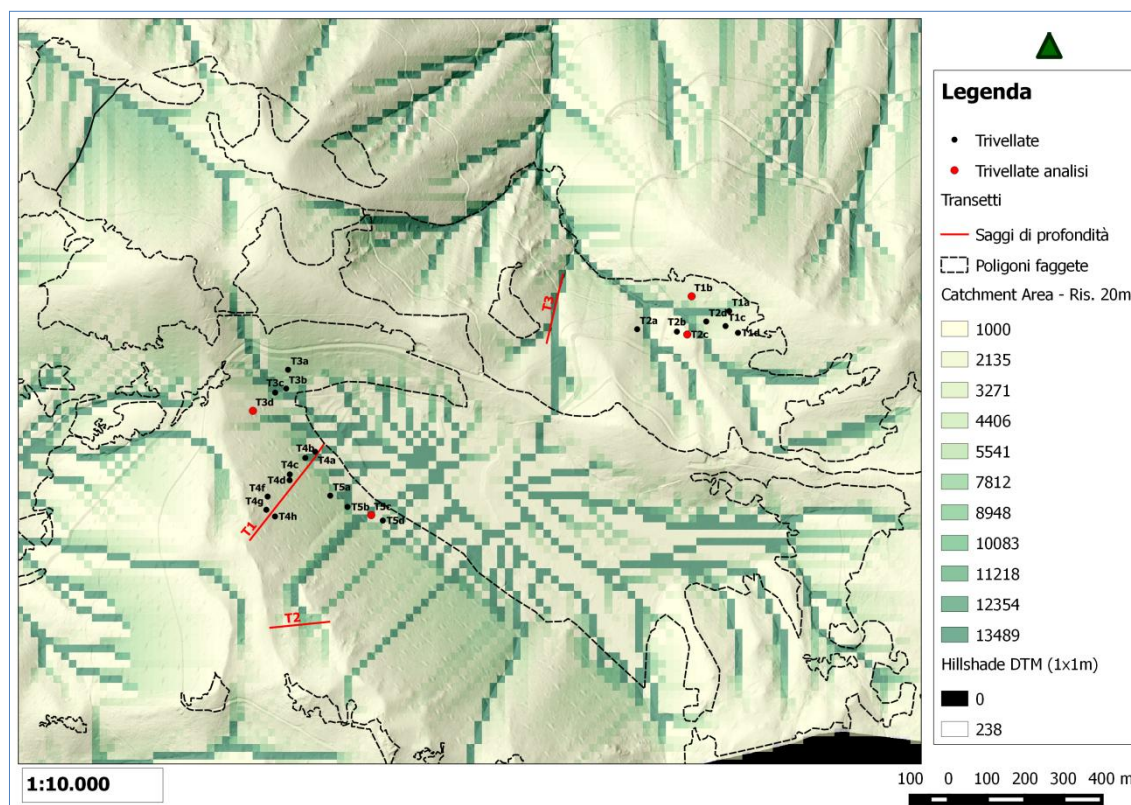 Legenda
Trivellate
Trivellate analisi
Transetti
Saggi di profondità
Poligoni faggete
Catchment Area - Ris. 20m
1000
2135
3271
4406
5541
7812
8948
10083
11218
12354
13489
Hillshade DTM (1x1m)
0
238
T1b
T1a
T2d
T1c
T2a
T2b
T2c
T1d
T3
T3a
T3c
T3b
T3d
T4b
T4a
T4c
T4d
T4f
T4g
T4h
T5a
T5b
T5c
T5d
T1
T2
1:10.000
100 0 100 200 300 400 m